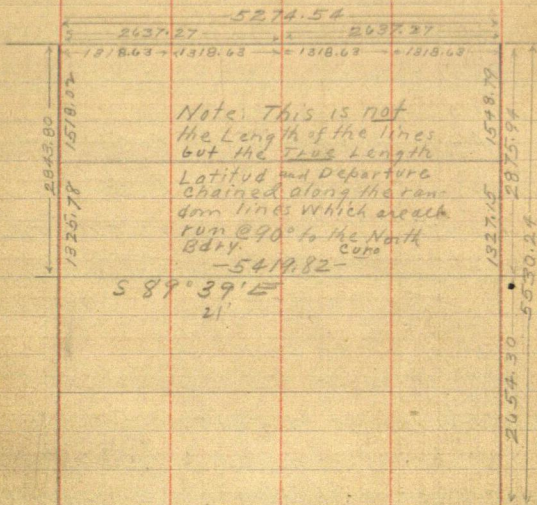 5274.54
2637.27 2637.27
1318.63 1318.63 1318.63 1318.63
2843.80
1518.02
1325.78
Note: This is not
the Length of the lines
but the True Length
Latitud and Departure
chained along the ran-
dom lines which are all
run @ 90° to the North
Bdry.
-5419.82-
S 89° 39' E
21'
1548.79
1327.15
2875.94
2654.30
5530.24